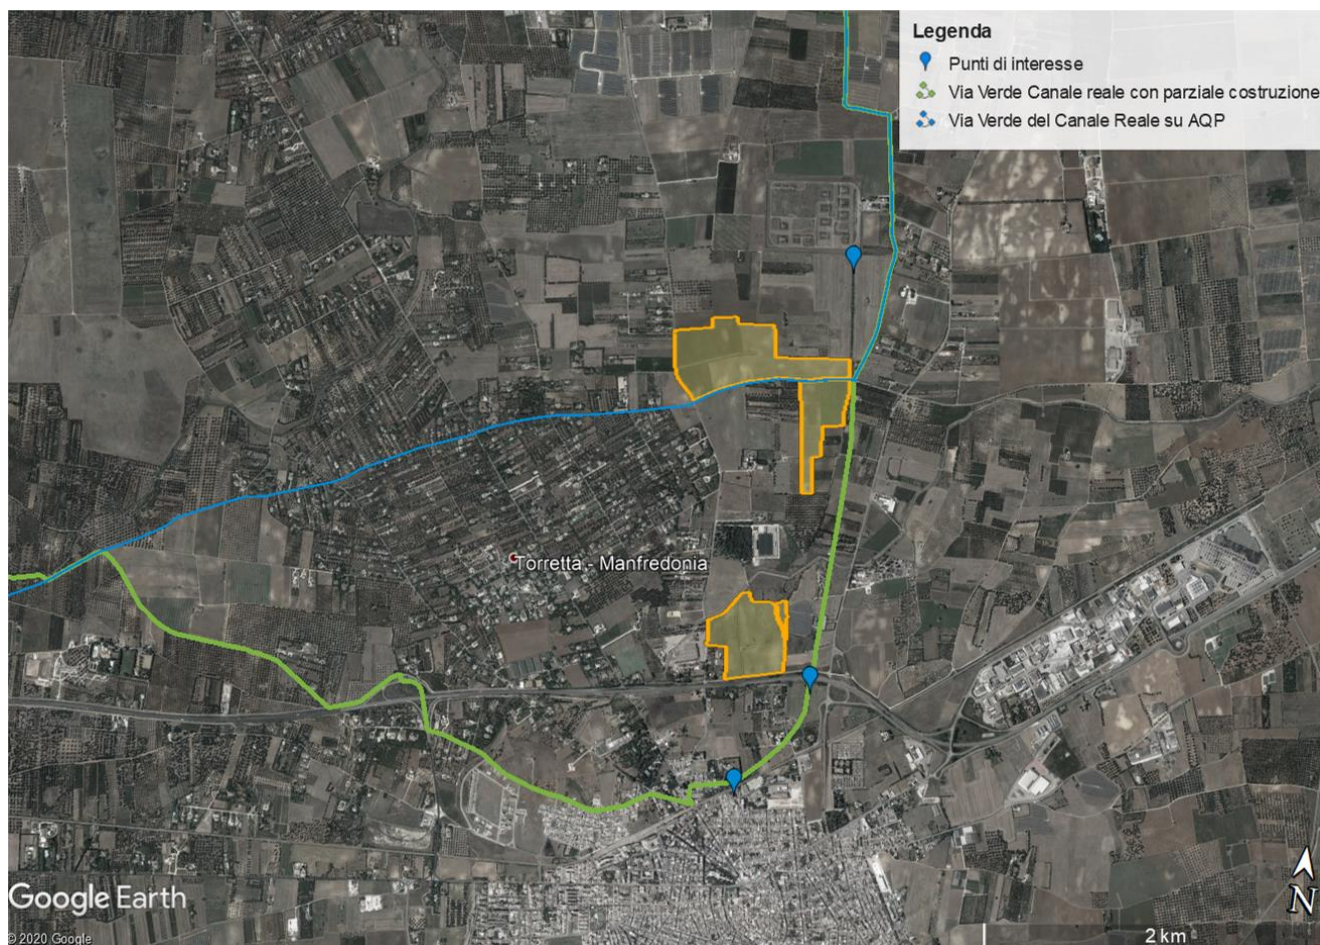 Legenda
Punti di interesse
Via Verde Canale reale con parziale costruzione
Via Verde del Canale Reale su AQP
Torretta - Manfredonia
Google Earth
© 2020 Google
2 km
N